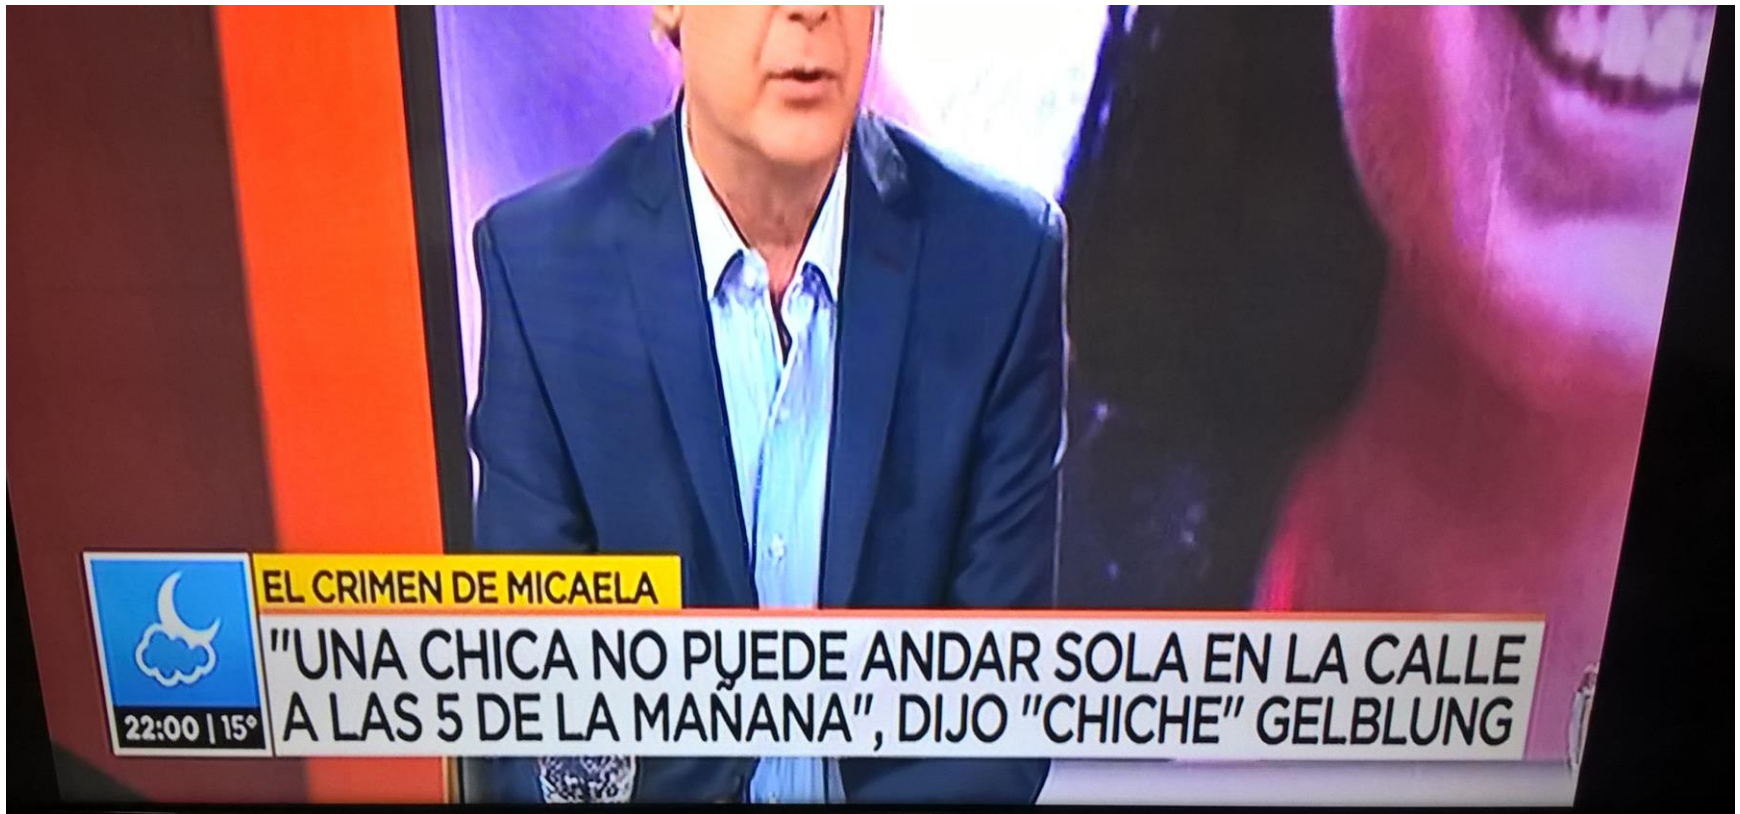 EL CRIMEN DE MICAELA
"UNA CHICA NO PUEDE ANDAR SOLA EN LA CALLE
A LAS 5 DE LA MAÑANA", DIJO "CHICHE" GELBLUNG
22:00 | 15°